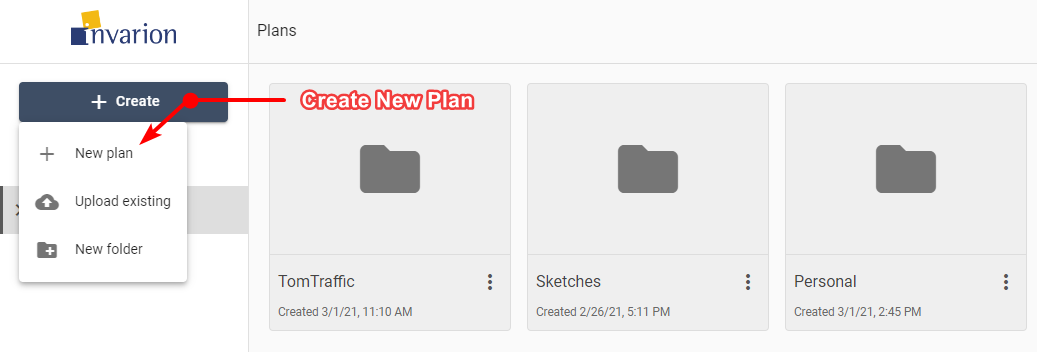 invarion
Plans
Create
Create New Plan
New plan
Upload existing
New folder
TomTraffic
Created 3/1/21, 11:10 AM
Sketches
Created 2/26/21, 5:11 PM
Personal
Created 3/1/21, 2:45 PM